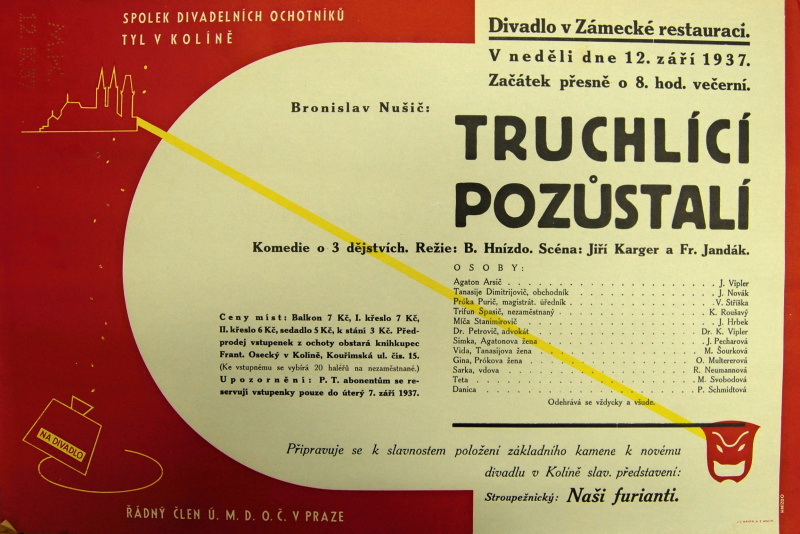 SPOLEK DIVADELNÍCH OCHOTNÍKŮ
TYL V KOLÍNĚ
Divadlo v Zámecké restauraci.
V neděli dne 12. září 1937.
Začátek přesně o 8. hod. večerní.
Bronislav Nušič:
TRUCHLÍCÍ
POZŮSTALÍ
Komedie o 3 dějstvích. Režie: B. Hnízdo. Scéna: Jiří Karger a Fr. Jandák.
OSOBY:
Agaton Arsič . . . J. Vipler
Tanasije Dimitrijovič, obchodník . . . J. Novák
Proka Purič, magistrát. úředník . . . V. Stříška
Trifun Spasič, nezaměstnaný . . . K. Roušavý
Miča Stanimirovič . . . J. Hrbek
Dr. Petrovič, advokát . . . Dr. K. Vipler
Simka, Agatonova žena . . . J. Pecharová
Vida, Tanasijova žena . . . M. Šourková
Gina, Prokova žena . . . O. Multererová
Sarka, vdova . . . R. Neumannová
Teta . . . M. Svobodová
Danica . . . P. Schmidtová
Odehrává se vždycky a všude.
Ceny míst: Balkon 7 Kč, I. křeslo 7 Kč,
II. křeslo 6 Kč, sedadlo 5 Kč, k stání 3 Kč. Před-
prodej vstupenek z ochoty obstará knihkupec
Frant. Osecký v Kolíně, Kouřimská ul. čís. 15.
(Ke vstupnému se vybírá 20 haléřů na nezaměstnané.)
Upozornění: P. T. abonentům se re-
servují vstupenky pouze do úterý 7. září 1937.
NA DIVADLO
Připravuje se k slavnostem položení základního kamene k novému
divadlu v Kolíně slav. představení:
Stroupežnický: Naši furianti.
ŘÁDNÝ ČLEN Ú. M. D. O. Č. V PRAZE